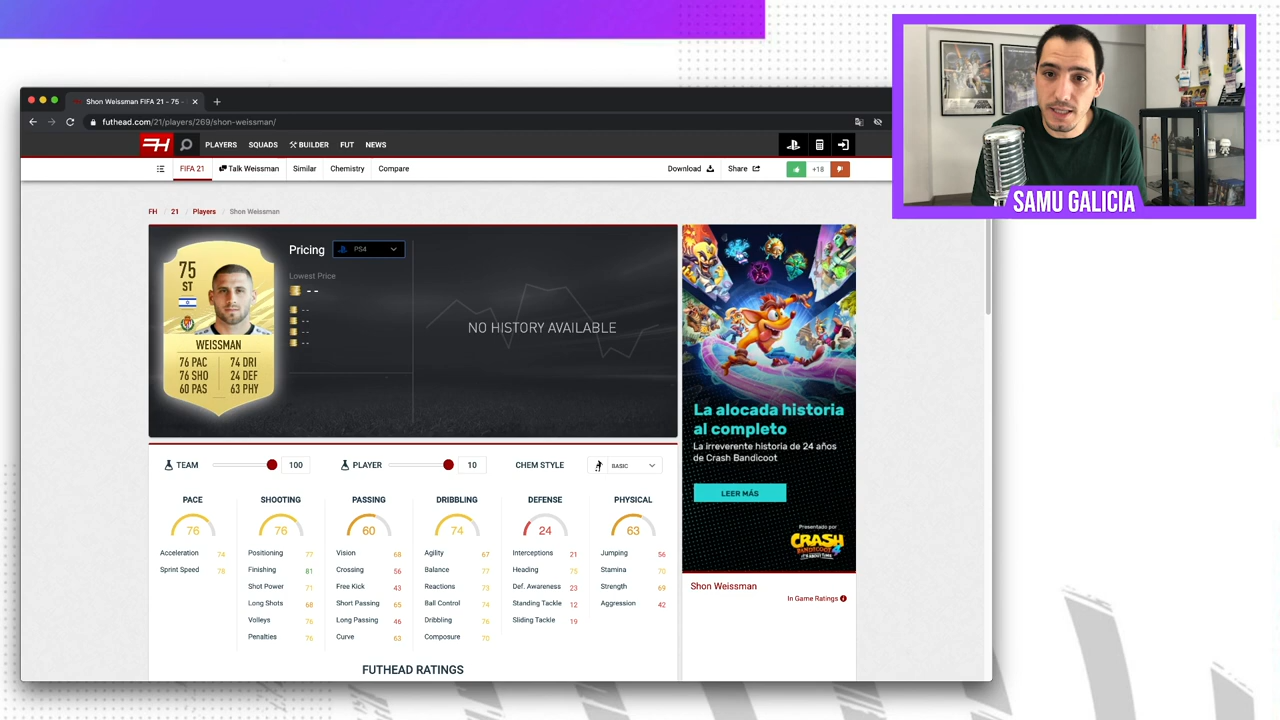 Shon Weissman FIFA 21 - 75 -
futhead.com/21/players/269/shon-weissman/
SAMU GALICIA
FH
PLAYERS
SQUADS
BUILDER
FUT
NEWS
FIFA 21
Talk Weissman
Similar
Chemistry
Compare
Download
Share
+18
FH / 21 / Players / Shon Weissman
75
ST
WEISSMAN
76 PAC 74 DRI
76 SHO 24 DEF
60 PAS 63 PHY
Pricing
PS4
Lowest Price
--
--
--
--
--
NO HISTORY AVAILABLE
La alocada historia
al completo
La irreverente historia de 24 años
de Crash Bandicoot
LEER MÁS
Presentado por
CRASH
BANDICOOT 4
IT'S ABOUT TIME
TEAM 100
PLAYER 10
CHEM STYLE BASIC
PACE
76
Acceleration 74
Sprint Speed 78
SHOOTING
76
Positioning 77
Finishing 81
Shot Power 71
Long Shots 68
Volleys 76
Penalties 76
PASSING
60
Vision 68
Crossing 56
Free Kick 43
Short Passing 65
Long Passing 46
Curve 63
DRIBBLING
74
Agility 67
Balance 77
Reactions 73
Ball Control 74
Dribbling 76
Composure 70
DEFENSE
24
Interceptions 21
Heading 75
Def. Awareness 23
Standing Tackle 12
Sliding Tackle 19
PHYSICAL
63
Jumping 56
Stamina 70
Strength 69
Aggression 42
Shon Weissman
In Game Ratings
FUTHEAD RATINGS